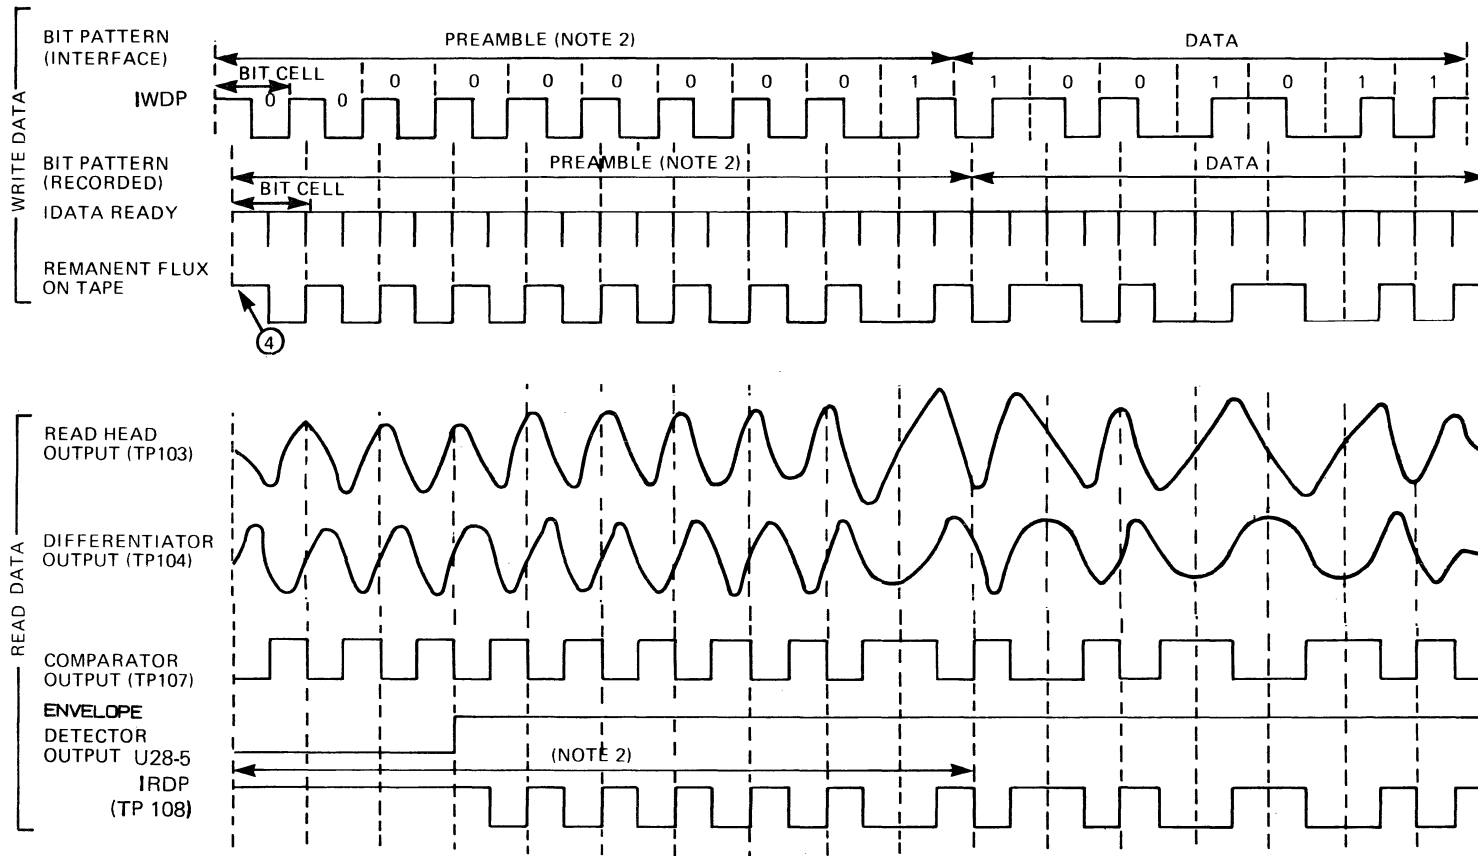 WRITE DATA
BIT PATTERN
(INTERFACE)
PREAMBLE (NOTE 2)
DATA
BIT CELL
0 0 0 0 0 0 0 0 0 1 1 0 0 1 0 1 1
IWDP
BIT PATTERN
(RECORDED)
PREAMBLE (NOTE 2)
DATA
BIT CELL
IDATA READY
REMANENT FLUX
ON TAPE
4
READ DATA
READ HEAD
OUTPUT (TP103)
DIFFERENTIATOR
OUTPUT (TP104)
COMPARATOR
OUTPUT (TP107)
ENVELOPE
DETECTOR
OUTPUT U28-5
(NOTE 2)
IRDP
(TP 108)